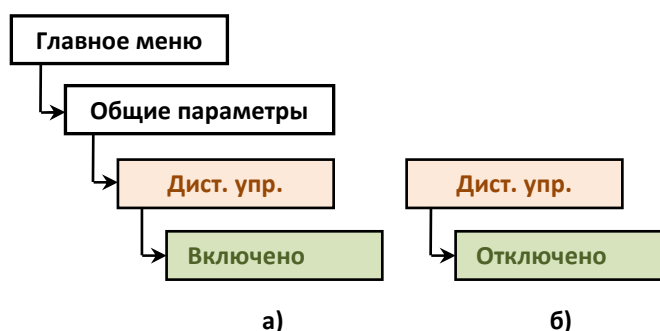 Главное меню
Общие параметры
Дист. упр.
Дист. упр.
Включено
Отключено
а)
б)